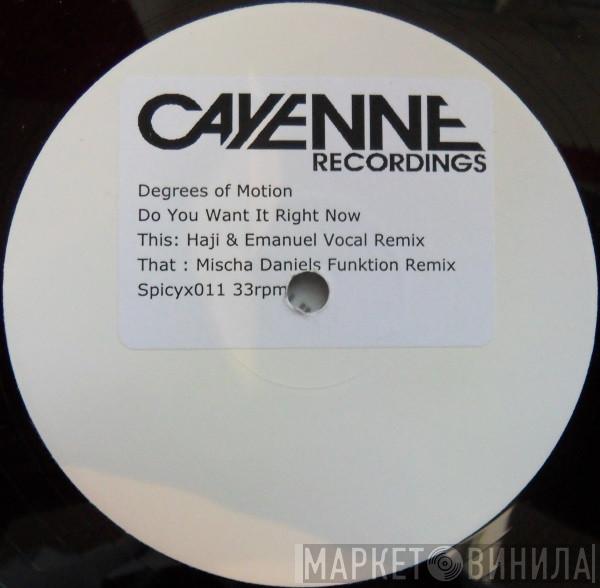 CAYENNE
RECORDINGS
Degrees of Motion
Do You Want It Right Now
This: Haji & Emanuel Vocal Remix
That : Mischa Daniels Funktion Remix
Spicyx011 33rpm
МАРКЕТ ВИНИЛА